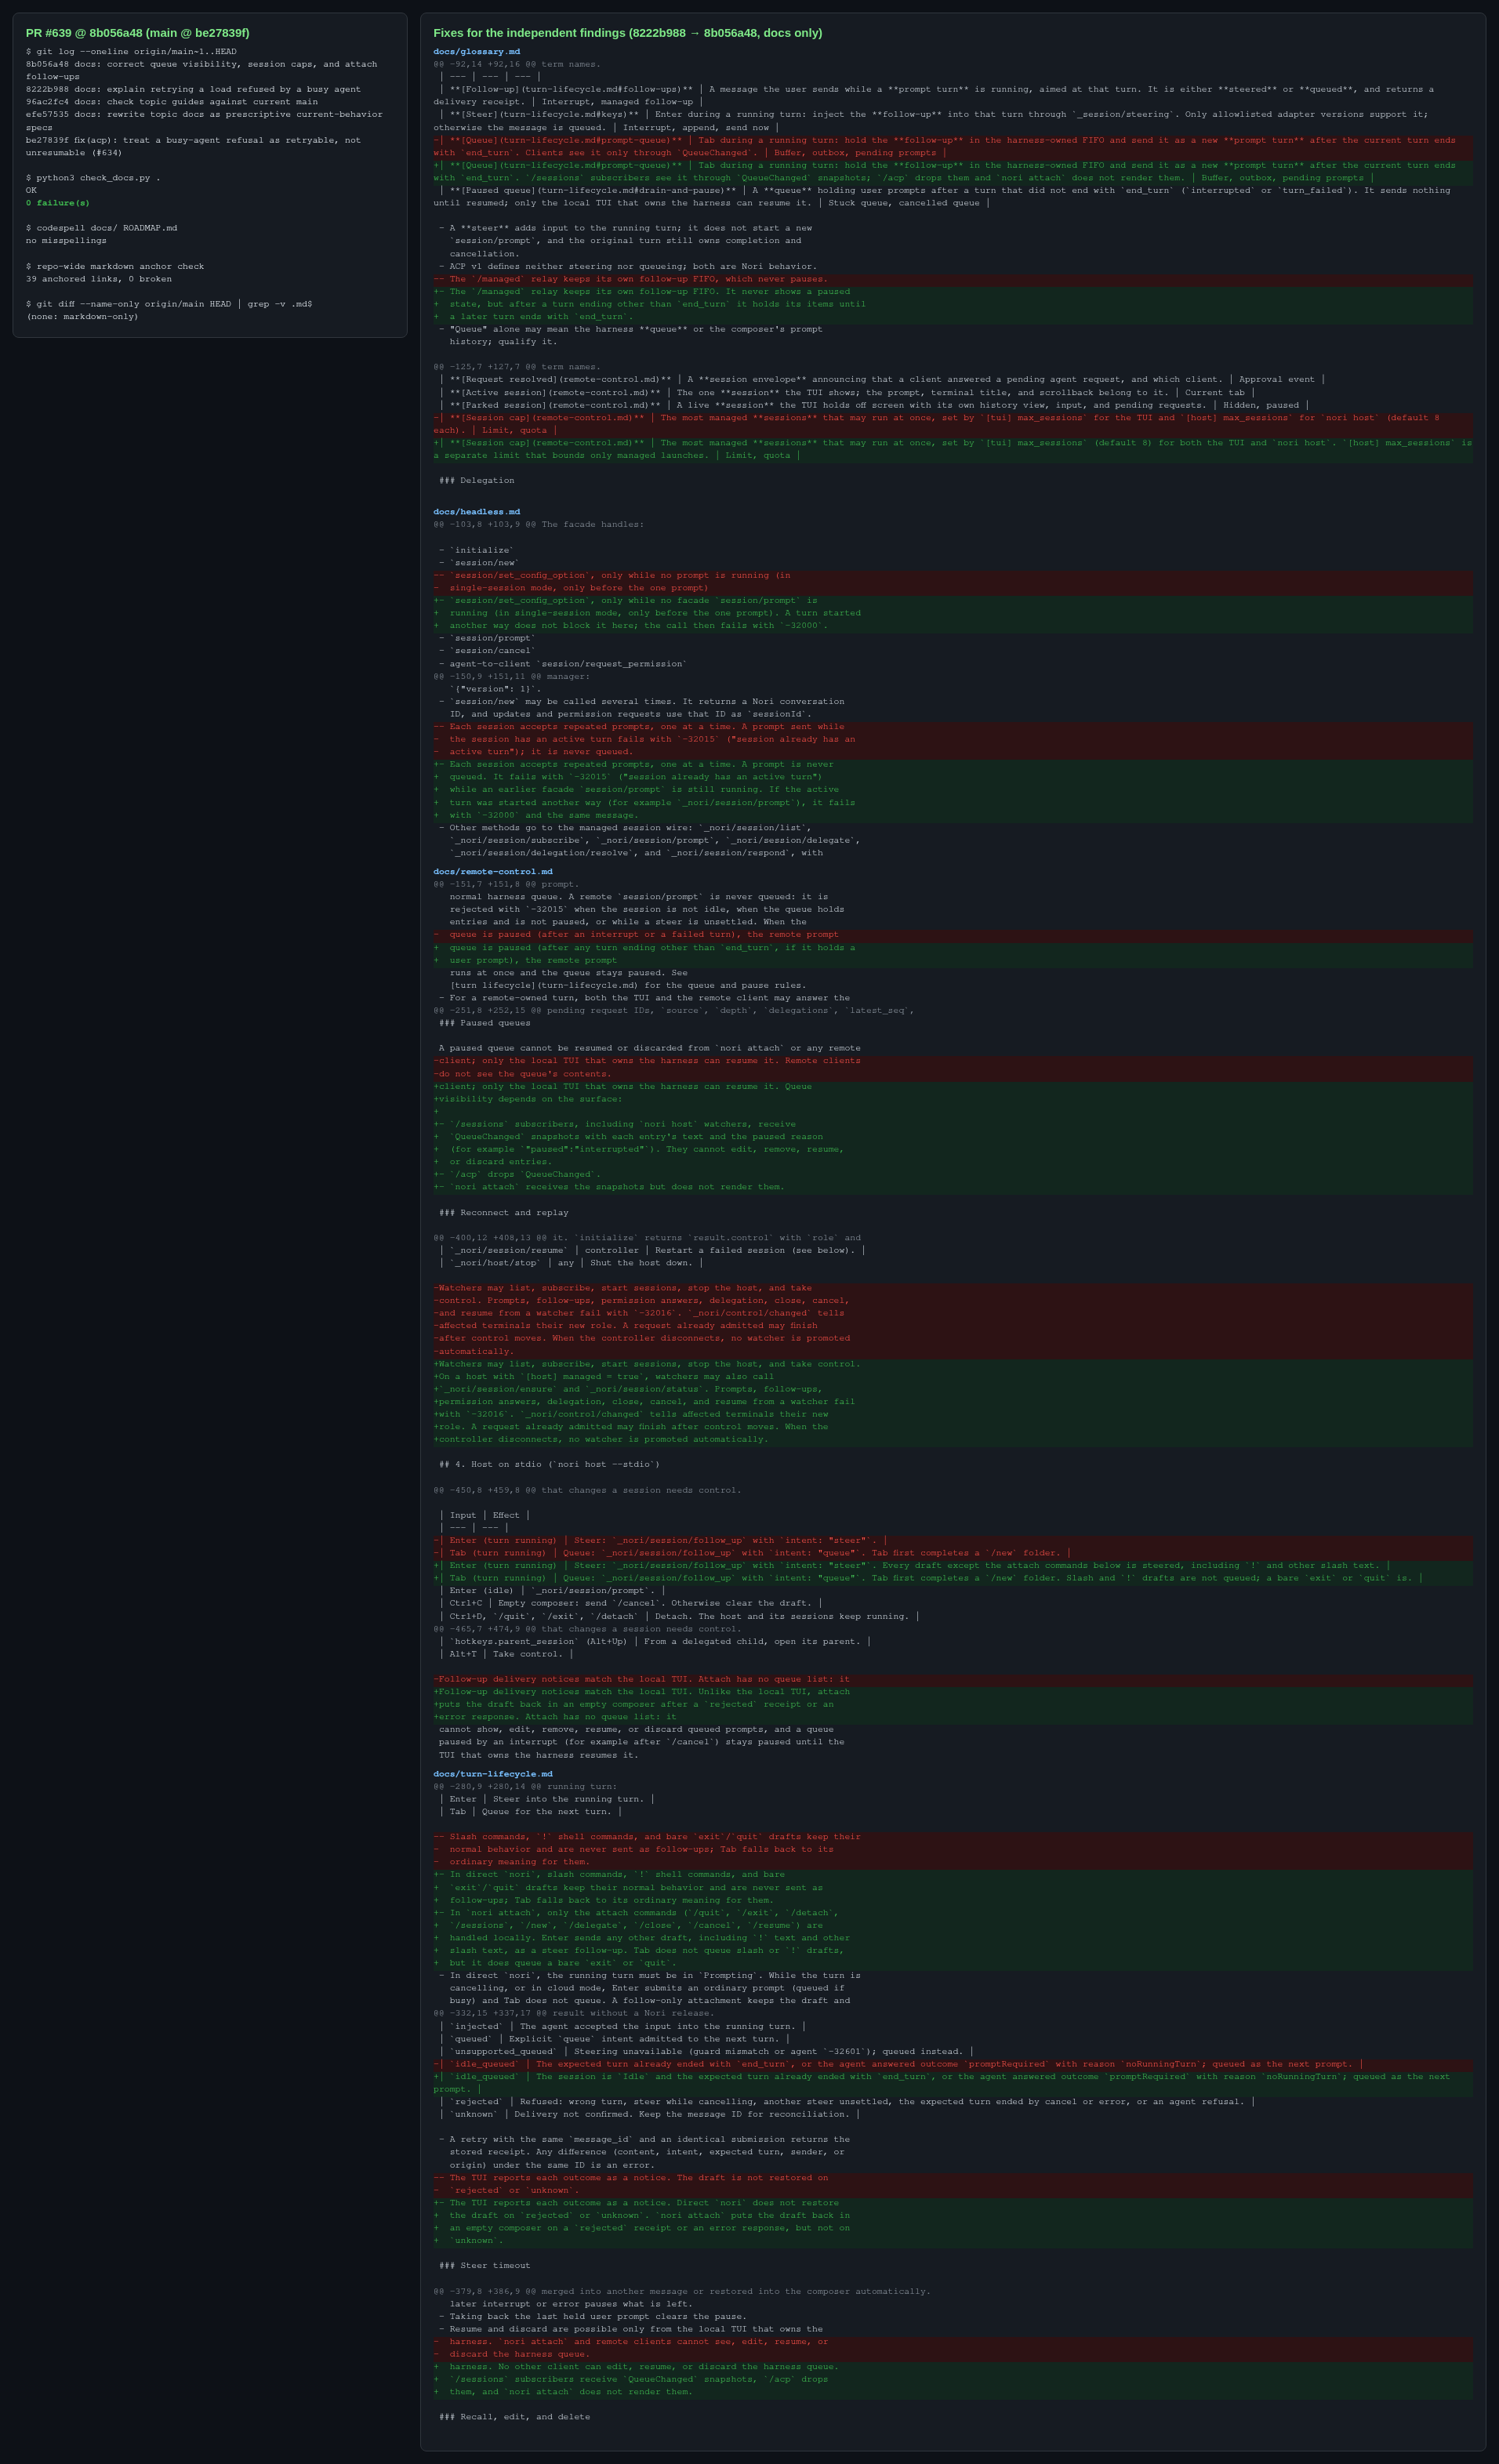 PR #639 @ 8b056a48 (main @ be27839f)
$ git log --oneline origin/main~1..HEAD
8b056a48 docs: correct queue visibility, session caps, and attach
follow-ups
8222b988 docs: explain retrying a load refused by a busy agent
96ac2fc4 docs: check topic guides against current main
efe57535 docs: rewrite topic docs as prescriptive current-behavior
specs
be27839f fix(acp): treat a busy-agent refusal as retryable, not
unresumable (#634)
$ python3 check_docs.py .
OK
0 failure(s)
$ codespell docs/ ROADMAP.md
no misspellings
$ repo-wide markdown anchor check
39 anchored links, 0 broken
$ git diff --name-only origin/main HEAD | grep -v .md$
(none: markdown-only)
Fixes for the independent findings (8222b988 → 8b056a48, docs only)
docs/glossary.md
@@ -92,14 +92,16 @@ term names.
 | --- | --- | --- |
 | **[Follow-up](turn-lifecycle.md#follow-ups)** | A message the user sends while a **prompt turn** is running, aimed at that turn. It is either **steered** or **queued**, and returns a
delivery receipt. | Interrupt, managed follow-up |
 | **[Steer](turn-lifecycle.md#keys)** | Enter during a running turn: inject the **follow-up** into that turn through `_session/steering`. Only allowlisted adapter versions support it;
otherwise the message is queued. | Interrupt, append, send now |
-| **[Queue](turn-lifecycle.md#prompt-queue)** | Tab during a running turn: hold the **follow-up** in the harness-owned FIFO and send it as a new **prompt turn** after the current turn ends
with `end_turn`. Clients see it only through `QueueChanged`. | Buffer, outbox, pending prompts |
+| **[Queue](turn-lifecycle.md#prompt-queue)** | Tab during a running turn: hold the **follow-up** in the harness-owned FIFO and send it as a new **prompt turn** after the current turn ends
with `end_turn`. `/sessions` subscribers see it through `QueueChanged` snapshots; `/acp` drops them and `nori attach` does not render them. | Buffer, outbox, pending prompts |
 | **[Paused queue](turn-lifecycle.md#drain-and-pause)** | A **queue** holding user prompts after a turn that did not end with `end_turn` (`interrupted` or `turn_failed`). It sends nothing
until resumed; only the local TUI that owns the harness can resume it. | Stuck queue, cancelled queue |
 - A **steer** adds input to the running turn; it does not start a new
   `session/prompt`, and the original turn still owns completion and
   cancellation.
 - ACP v1 defines neither steering nor queueing; both are Nori behavior.
-- The `/managed` relay keeps its own follow-up FIFO, which never pauses.
+- The `/managed` relay keeps its own follow-up FIFO. It never shows a paused
+  state, but after a turn ending other than `end_turn` it holds its items until
+  a later turn ends with `end_turn`.
 - "Queue" alone may mean the harness **queue** or the composer's prompt
   history; qualify it.
@@ -125,7 +127,7 @@ term names.
 | **[Request resolved](remote-control.md)** | A **session envelope** announcing that a client answered a pending agent request, and which client. | Approval event |
 | **[Active session](remote-control.md)** | The one **session** the TUI shows; the prompt, terminal title, and scrollback belong to it. | Current tab |
 | **[Parked session](remote-control.md)** | A live **session** the TUI holds off screen with its own history view, input, and pending requests. | Hidden, paused |
-| **[Session cap](remote-control.md)** | The most managed **sessions** that may run at once, set by `[tui] max_sessions` for the TUI and `[host] max_sessions` for `nori host` (default 8
each). | Limit, quota |
+| **[Session cap](remote-control.md)** | The most managed **sessions** that may run at once, set by `[tui] max_sessions` (default 8) for both the TUI and `nori host`. `[host] max_sessions` is
a separate limit that bounds only managed launches. | Limit, quota |
 ### Delegation
docs/headless.md
@@ -103,8 +103,9 @@ The facade handles:
 - `initialize`
 - `session/new`
-- `session/set_config_option`, only while no prompt is running (in
-  single-session mode, only before the one prompt)
+- `session/set_config_option`, only while no facade `session/prompt` is
+  running (in single-session mode, only before the one prompt). A turn started
+  another way does not block it here; the call then fails with `-32000`.
 - `session/prompt`
 - `session/cancel`
 - agent-to-client `session/request_permission`
@@ -150,9 +151,11 @@ manager:
   `{"version": 1}`.
 - `session/new` may be called several times. It returns a Nori conversation
   ID, and updates and permission requests use that ID as `sessionId`.
-- Each session accepts repeated prompts, one at a time. A prompt sent while
-  the session has an active turn fails with `-32015` ("session already has an
-  active turn"); it is never queued.
+- Each session accepts repeated prompts, one at a time. A prompt is never
+  queued. It fails with `-32015` ("session already has an active turn")
+  while an earlier facade `session/prompt` is still running. If the active
+  turn was started another way (for example `_nori/session/prompt`), it fails
+  with `-32000` and the same message.
 - Other methods go to the managed session wire: `_nori/session/list`,
   `_nori/session/subscribe`, `_nori/session/prompt`, `_nori/session/delegate`,
   `_nori/session/delegation/resolve`, and `_nori/session/respond`, with
docs/remote-control.md
@@ -151,7 +151,8 @@ prompt.
   normal harness queue. A remote `session/prompt` is never queued: it is
   rejected with `-32015` when the session is not idle, when the queue holds
   entries and is not paused, or while a steer is unsettled. When the
-  queue is paused (after an interrupt or a failed turn), the remote prompt
+  queue is paused (after any turn ending other than `end_turn`, if it holds a
+  user prompt), the remote prompt
   runs at once and the queue stays paused. See
   [turn lifecycle](turn-lifecycle.md) for the queue and pause rules.
 - For a remote-owned turn, both the TUI and the remote client may answer the
@@ -251,8 +252,15 @@ pending request IDs, `source`, `depth`, `delegations`, `latest_seq`,
 ### Paused queues
 A paused queue cannot be resumed or discarded from `nori attach` or any remote
-client; only the local TUI that owns the harness can resume it. Remote clients
-do not see the queue's contents.
+client; only the local TUI that owns the harness can resume it. Queue
+visibility depends on the surface:
+
+- `/sessions` subscribers, including `nori host` watchers, receive
+  `QueueChanged` snapshots with each entry's text and the paused reason
+  (for example `"paused":"interrupted"`). They cannot edit, remove, resume,
+  or discard entries.
+- `/acp` drops `QueueChanged`.
+- `nori attach` receives the snapshots but does not render them.
 ### Reconnect and replay
@@ -400,12 +408,13 @@ it. `initialize` returns `result.control` with `role` and
 | `_nori/session/resume` | controller | Restart a failed session (see below). |
 | `_nori/host/stop` | any | Shut the host down. |
-Watchers may list, subscribe, start sessions, stop the host, and take
-control. Prompts, follow-ups, permission answers, delegation, close, cancel,
-and resume from a watcher fail with `-32016`. `_nori/control/changed` tells
-affected terminals their new role. A request already admitted may finish
-after control moves. When the controller disconnects, no watcher is promoted
-automatically.
+Watchers may list, subscribe, start sessions, stop the host, and take control.
+On a host with `[host] managed = true`, watchers may also call
+`_nori/session/ensure` and `_nori/session/status`. Prompts, follow-ups,
+permission answers, delegation, close, cancel, and resume from a watcher fail
+with `-32016`. `_nori/control/changed` tells affected terminals their new
+role. A request already admitted may finish after control moves. When the
+controller disconnects, no watcher is promoted automatically.
 ## 4. Host on stdio (`nori host --stdio`)
@@ -450,8 +459,8 @@ that changes a session needs control.
 | Input | Effect |
 | --- | --- |
-| Enter (turn running) | Steer: `_nori/session/follow_up` with `intent: "steer"`. |
-| Tab (turn running) | Queue: `_nori/session/follow_up` with `intent: "queue"`. Tab first completes a `/new` folder. |
+| Enter (turn running) | Steer: `_nori/session/follow_up` with `intent: "steer"`. Every draft except the attach commands below is steered, including `!` and other slash text. |
+| Tab (turn running) | Queue: `_nori/session/follow_up` with `intent: "queue"`. Tab first completes a `/new` folder. Slash and `!` drafts are not queued; a bare `exit` or `quit` is. |
 | Enter (idle) | `_nori/session/prompt`. |
 | Ctrl+C | Empty composer: send `/cancel`. Otherwise clear the draft. |
 | Ctrl+D, `/quit`, `/exit`, `/detach` | Detach. The host and its sessions keep running. |
@@ -465,7 +474,9 @@ that changes a session needs control.
 | `hotkeys.parent_session` (Alt+Up) | From a delegated child, open its parent. |
 | Alt+T | Take control. |
-Follow-up delivery notices match the local TUI. Attach has no queue list: it
+Follow-up delivery notices match the local TUI. Unlike the local TUI, attach
+puts the draft back in an empty composer after a `rejected` receipt or an
+error response. Attach has no queue list: it
 cannot show, edit, remove, resume, or discard queued prompts, and a queue
 paused by an interrupt (for example after `/cancel`) stays paused until the
 TUI that owns the harness resumes it.
docs/turn-lifecycle.md
@@ -280,9 +280,14 @@ running turn:
 | Enter | Steer into the running turn. |
 | Tab | Queue for the next turn. |
-- Slash commands, `!` shell commands, and bare `exit`/`quit` drafts keep their
-  normal behavior and are never sent as follow-ups; Tab falls back to its
-  ordinary meaning for them.
+- In direct `nori`, slash commands, `!` shell commands, and bare
+  `exit`/`quit` drafts keep their normal behavior and are never sent as
+  follow-ups; Tab falls back to its ordinary meaning for them.
+- In `nori attach`, only the attach commands (`/quit`, `/exit`, `/detach`,
+  `/sessions`, `/new`, `/delegate`, `/close`, `/cancel`, `/resume`) are
+  handled locally. Enter sends any other draft, including `!` text and other
+  slash text, as a steer follow-up. Tab does not queue slash or `!` drafts,
+  but it does queue a bare `exit` or `quit`.
 - In direct `nori`, the running turn must be in `Prompting`. While the turn is
   cancelling, or in cloud mode, Enter submits an ordinary prompt (queued if
   busy) and Tab does not queue. A follow-only attachment keeps the draft and
@@ -332,15 +337,17 @@ result without a Nori release.
 | `injected` | The agent accepted the input into the running turn. |
 | `queued` | Explicit `queue` intent admitted to the next turn. |
 | `unsupported_queued` | Steering unavailable (guard mismatch or agent `-32601`); queued instead. |
-| `idle_queued` | The expected turn already ended with `end_turn`, or the agent answered outcome `promptRequired` with reason `noRunningTurn`; queued as the next prompt. |
+| `idle_queued` | The session is `Idle` and the expected turn already ended with `end_turn`, or the agent answered outcome `promptRequired` with reason `noRunningTurn`; queued as the next
prompt. |
 | `rejected` | Refused: wrong turn, steer while cancelling, another steer unsettled, the expected turn ended by cancel or error, or an agent refusal. |
 | `unknown` | Delivery not confirmed. Keep the message ID for reconciliation. |
 - A retry with the same `message_id` and an identical submission returns the
   stored receipt. Any difference (content, intent, expected turn, sender, or
   origin) under the same ID is an error.
-- The TUI reports each outcome as a notice. The draft is not restored on
-  `rejected` or `unknown`.
+- The TUI reports each outcome as a notice. Direct `nori` does not restore
+  the draft on `rejected` or `unknown`. `nori attach` puts the draft back in
+  an empty composer on a `rejected` receipt or an error response, but not on
+  `unknown`.
 ### Steer timeout
@@ -379,8 +386,9 @@ merged into another message or restored into the composer automatically.
   later interrupt or error pauses what is left.
 - Taking back the last held user prompt clears the pause.
 - Resume and discard are possible only from the local TUI that owns the
-  harness. `nori attach` and remote clients cannot see, edit, resume, or
-  discard the harness queue.
+  harness. No other client can edit, resume, or discard the harness queue.
+  `/sessions` subscribers receive `QueueChanged` snapshots, `/acp` drops
+  them, and `nori attach` does not render them.
 ### Recall, edit, and delete